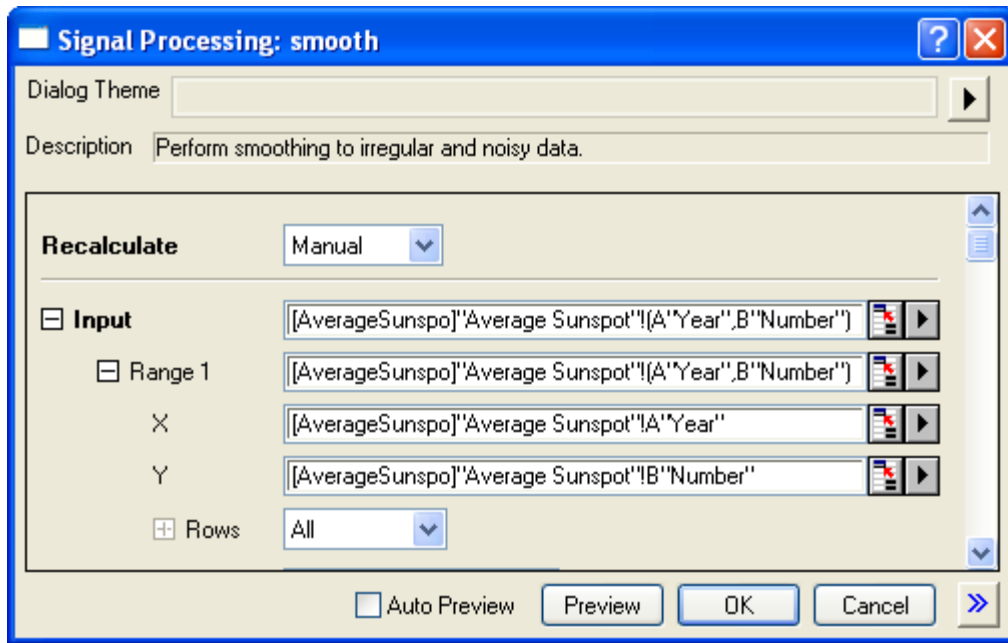 Signal Processing: smooth
Dialog Theme
Description Perform smoothing to irregular and noisy data.
Recalculate Manual
Input [AverageSunspo]"Average Sunspot"!(A"Year",B"Number")
Range 1 [AverageSunspo]"Average Sunspot"!(A"Year",B"Number")
X [AverageSunspo]"Average Sunspot"!A"Year"
Y [AverageSunspo]"Average Sunspot"!B"Number"
Rows All
Auto Preview Preview OK Cancel